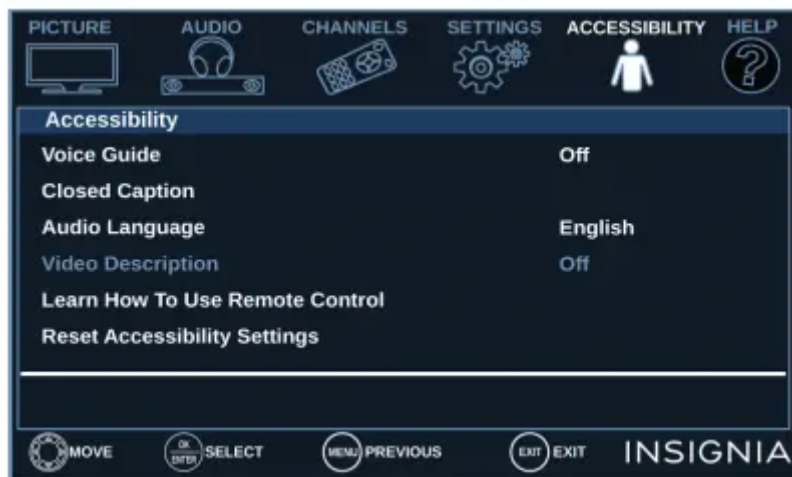 PICTURE AUDIO CHANNELS SETTINGS ACCESSIBILITY HELP
?
Accessibility
Voice Guide Off
Closed Caption
Audio Language English
Video Description Off
Learn How To Use Remote Control
Reset Accessibility Settings
MOVE OK ENTER SELECT MENU PREVIOUS EXIT EXIT INSIGNIA